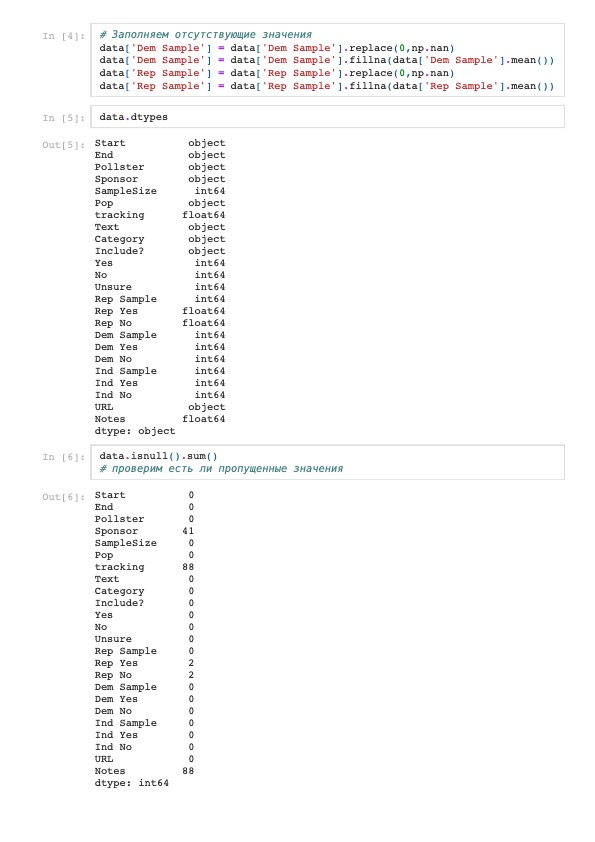 In [4]: # Заполняем отсутствующие значения
data['Dem Sample'] = data['Dem Sample'].replace(0,np.nan)
data['Dem Sample'] = data['Dem Sample'].fillna(data['Dem Sample'].mean())
data['Rep Sample'] = data['Rep Sample'].replace(0,np.nan)
data['Rep Sample'] = data['Rep Sample'].fillna(data['Rep Sample'].mean())
In [5]: data.dtypes
Out[5]: Start object
End object
Pollster object
Sponsor object
SampleSize int64
Pop object
tracking float64
Text object
Category object
Include? object
Yes int64
No int64
Unsure int64
Rep Sample int64
Rep Yes float64
Rep No float64
Dem Sample int64
Dem Yes int64
Dem No int64
Ind Sample int64
Ind Yes int64
Ind No int64
URL object
Notes float64
dtype: object
In [6]: data.isnull().sum()
# проверим есть ли пропущенные значения
Out[6]: Start 0
End 0
Pollster 0
Sponsor 41
SampleSize 0
Pop 0
tracking 88
Text 0
Category 0
Include? 0
Yes 0
No 0
Unsure 0
Rep Sample 0
Rep Yes 2
Rep No 2
Dem Sample 0
Dem Yes 0
Dem No 0
Ind Sample 0
Ind Yes 0
Ind No 0
URL 0
Notes 88
dtype: int64